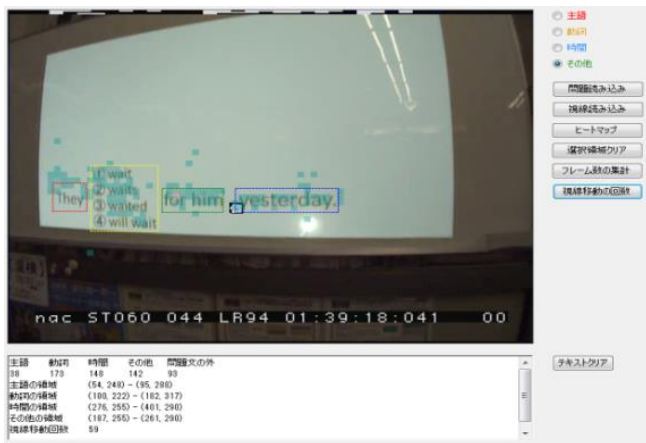 主語
動詞
時間
その他
問題読み込み
視線読み込み
ヒートマップ
選択領域クリア
フレーム数の集計
視線移動の回数
They
① wait
② waits
③ waited
④ will wait
for him
yesterday.
nac ST060 044 LR94 01:39:18:041 00
主語 動詞 時間 その他 問題文の外
38 173 148 142 93
主語の領域 (54, 248) - (95, 288)
動詞の領域 (100, 222) - (182, 317)
時間の領域 (276, 255) - (401, 290)
その他の領域 (187, 255) - (261, 290)
視線移動回数 59
テキストクリア